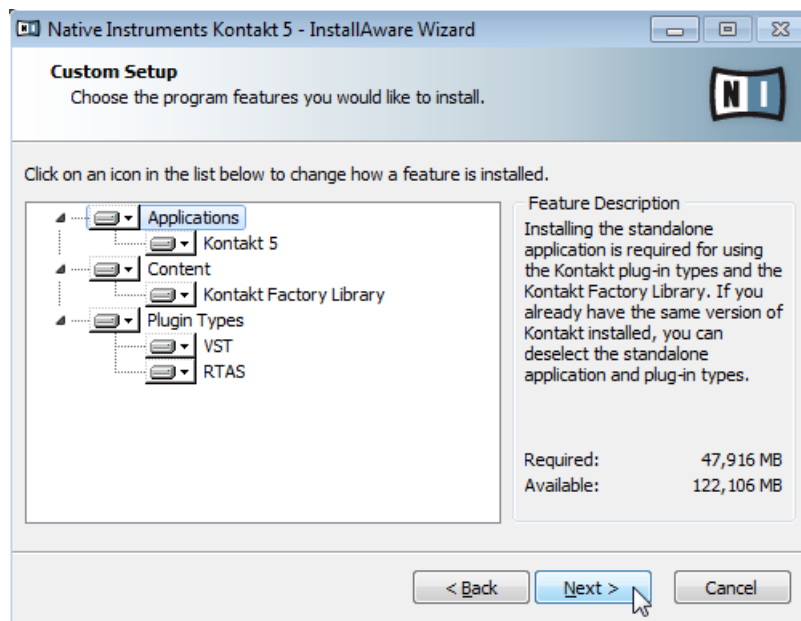 Native Instruments Kontakt 5 - InstallAware Wizard
Custom Setup
Choose the program features you would like to install.
N I
Click on an icon in the list below to change how a feature is installed.
Applications
Kontakt 5
Content
Kontakt Factory Library
Plugin Types
VST
RTAS
Feature Description
Installing the standalone
application is required for using
the Kontakt plug-in types and the
Kontakt Factory Library. If you
already have the same version of
Kontakt installed, you can
deselect the standalone
application and plug-in types.
Required: 47,916 MB
Available: 122,106 MB
< Back Next > Cancel